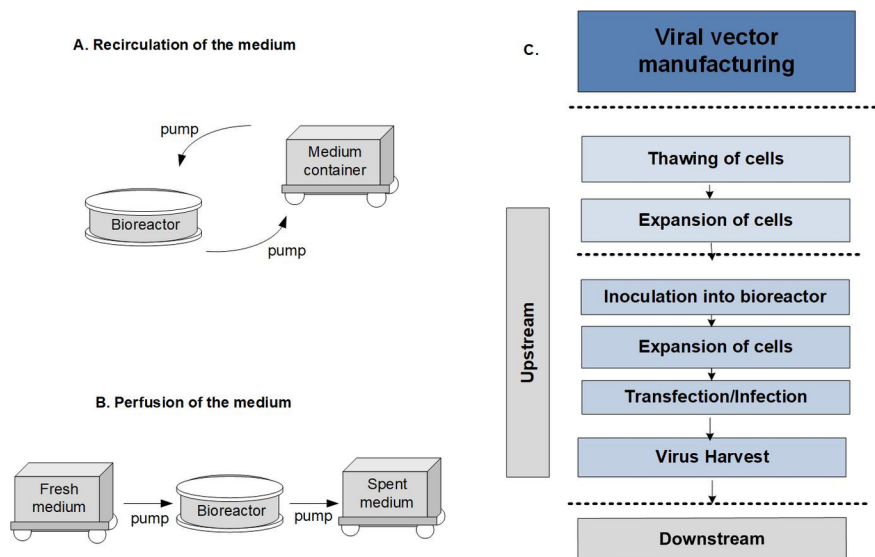 A. Recirculation of the medium
pump
Medium
container
Bioreactor
pump
B. Perfusion of the medium
Fresh
medium
pump
Bioreactor
pump
Spent
medium
C.
Viral vector
manufacturing
Upstream
Thawing of cells
Expansion of cells
Inoculation into bioreactor
Expansion of cells
Transfection/Infection
Virus Harvest
Downstream